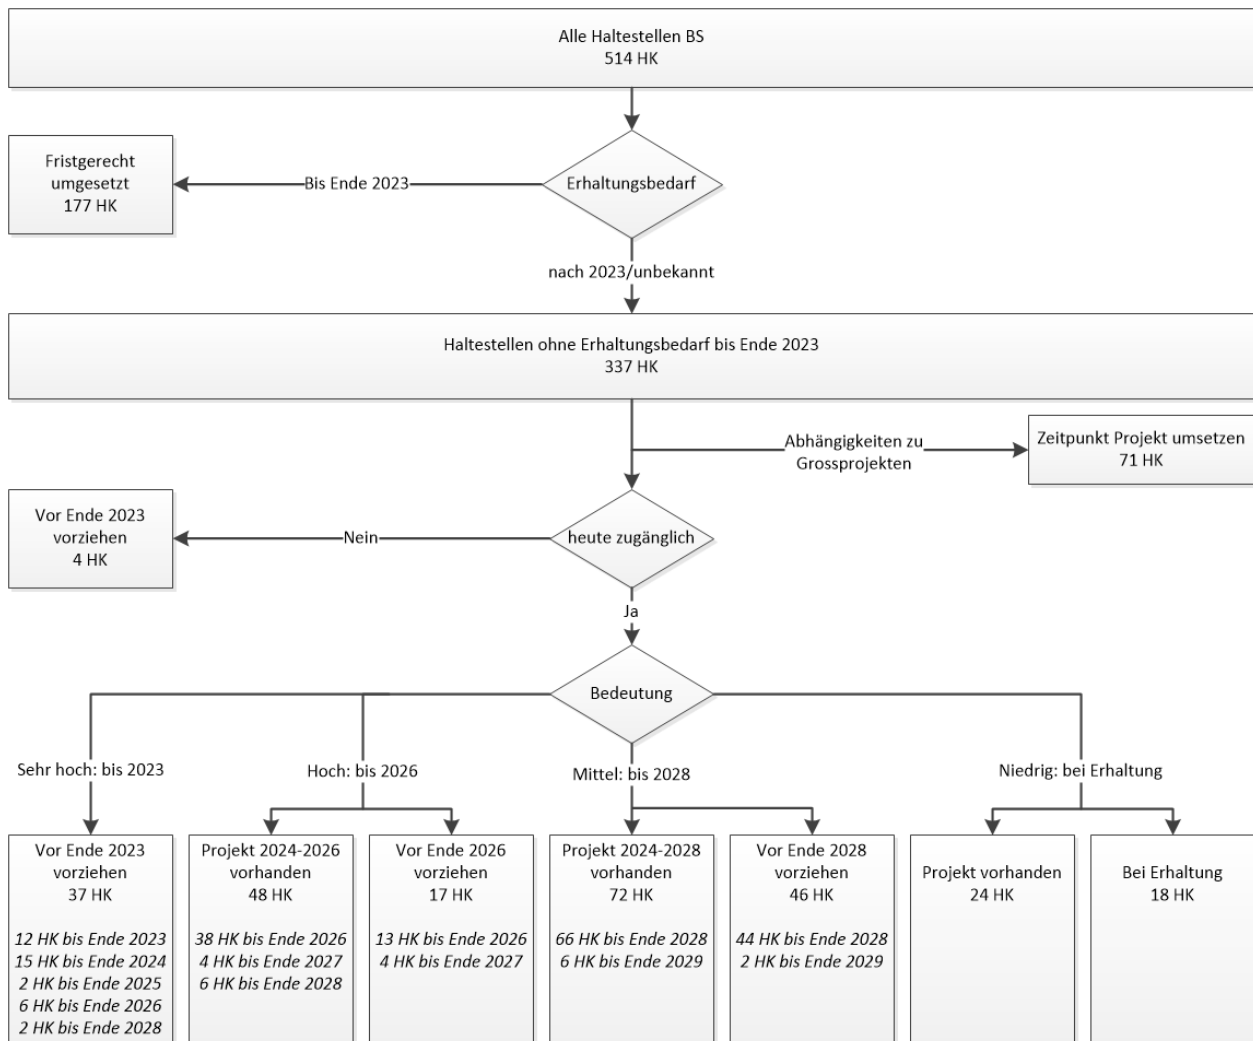 Alle Haltestellen BS
514 HK
Fristgerecht
umgesetzt
177 HK
Bis Ende 2023
Erhaltungsbedarf
nach 2023/unbekannt
Haltestellen ohne Erhaltungsbedarf bis Ende 2023
337 HK
Abhängigkeiten zu
Grossprojekten
Zeitpunkt Projekt umsetzen
71 HK
Vor Ende 2023
vorziehen
4 HK
Nein
heute zugänglich
Ja
Bedeutung
Sehr hoch: bis 2023
Hoch: bis 2026
Mittel: bis 2028
Niedrig: bei Erhaltung
Vor Ende 2023
vorziehen
37 HK
12 HK bis Ende 2023
15 HK bis Ende 2024
2 HK bis Ende 2025
6 HK bis Ende 2026
2 HK bis Ende 2028
Projekt 2024-2026
vorhanden
48 HK
38 HK bis Ende 2026
4 HK bis Ende 2027
6 HK bis Ende 2028
Vor Ende 2026
vorziehen
17 HK
13 HK bis Ende 2026
4 HK bis Ende 2027
Projekt 2024-2028
vorhanden
72 HK
66 HK bis Ende 2028
6 HK bis Ende 2029
Vor Ende 2028
vorziehen
46 HK
44 HK bis Ende 2028
2 HK bis Ende 2029
Projekt vorhanden
24 HK
Bei Erhaltung
18 HK